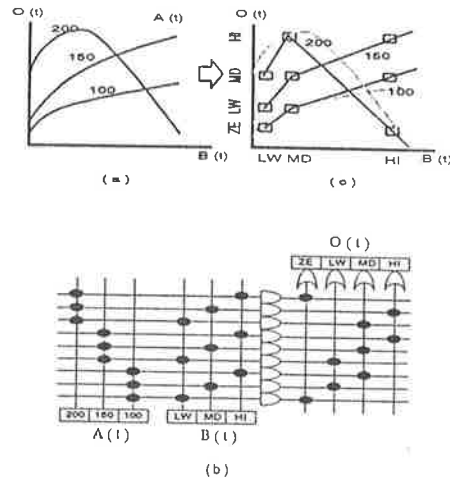 O (t)
A (t)
200
150
100
B (t)
(a)
O
HI
MD
LW
ZE
200
150
100
LW MD HI
B (t)
(c)
O(t)
ZE LW MD HI
200 150 100
LW MD HI
A(t)
B(t)
(b)